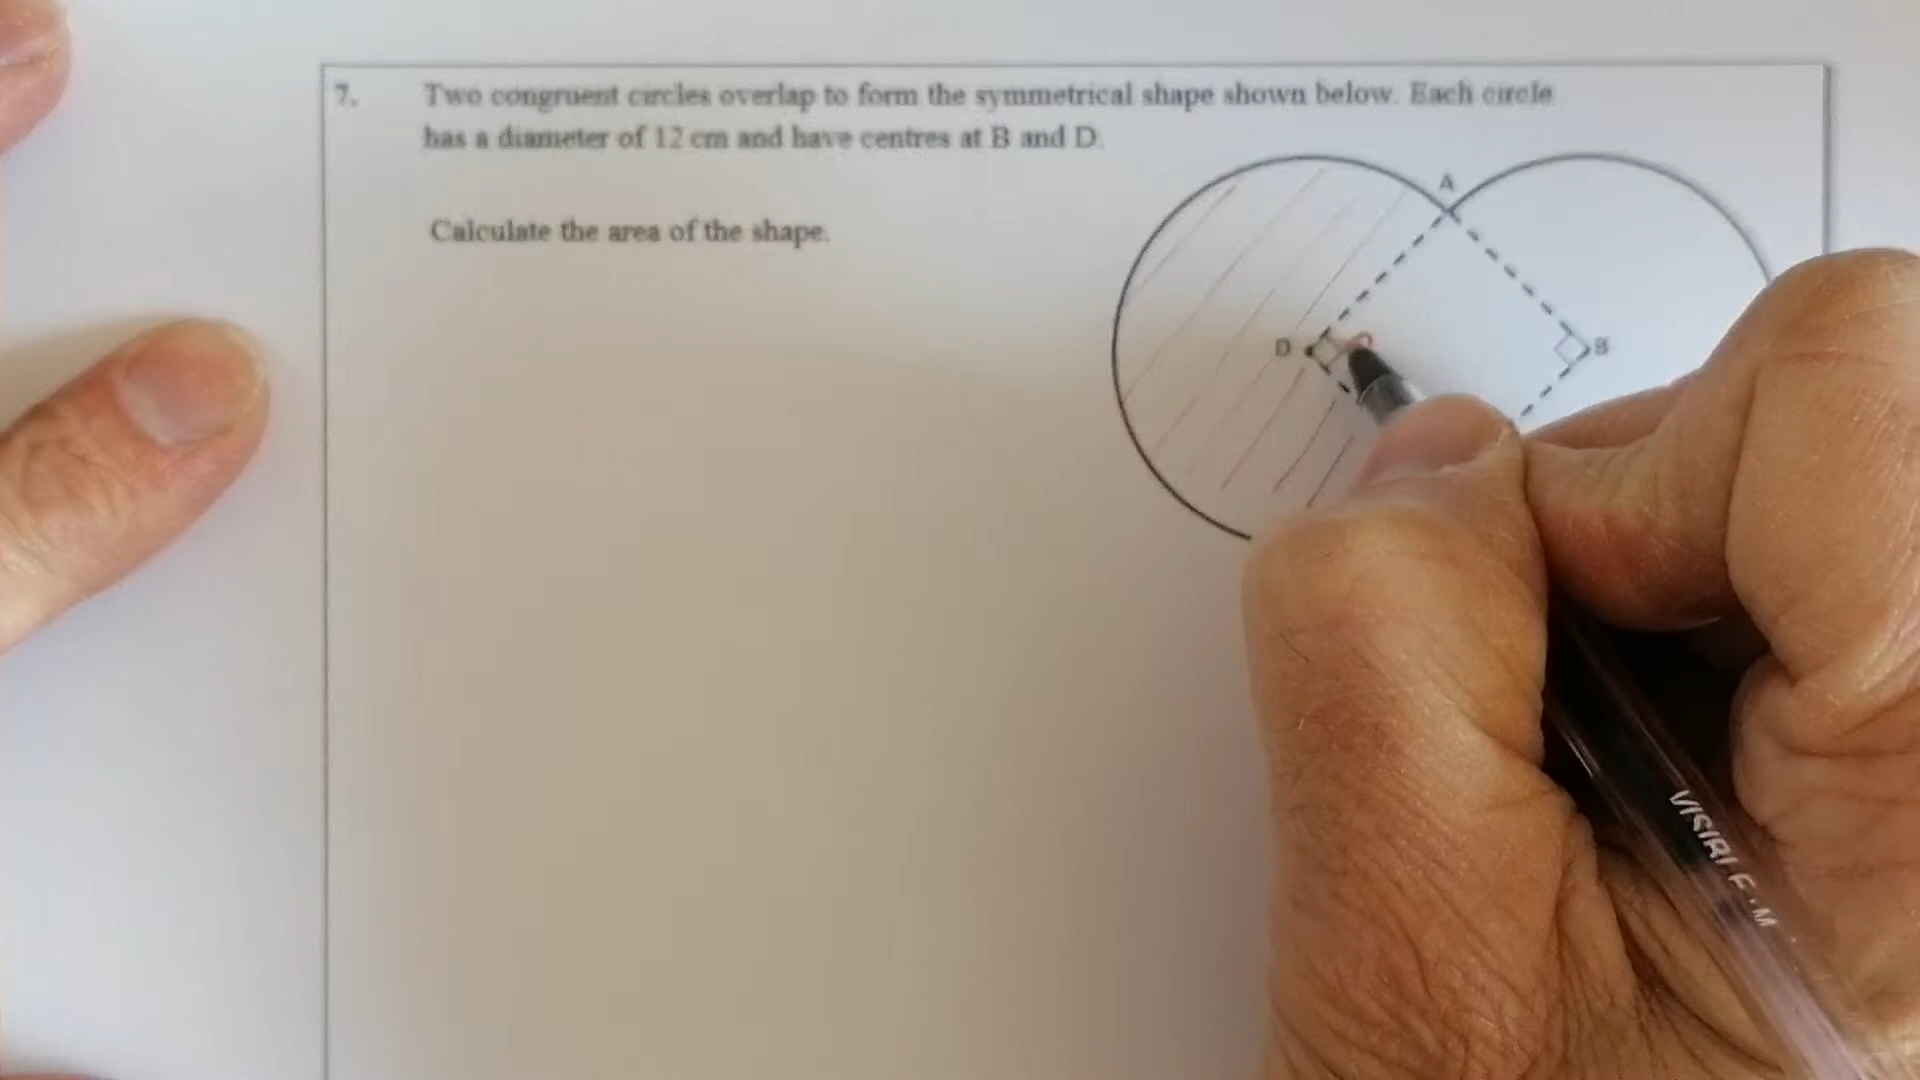 7. Two congruent circles overlap to form the symmetrical shape shown below. Each circle
has a diameter of 12 cm and have centres at B and D.
A
Calculate the area of the shape.
D
B